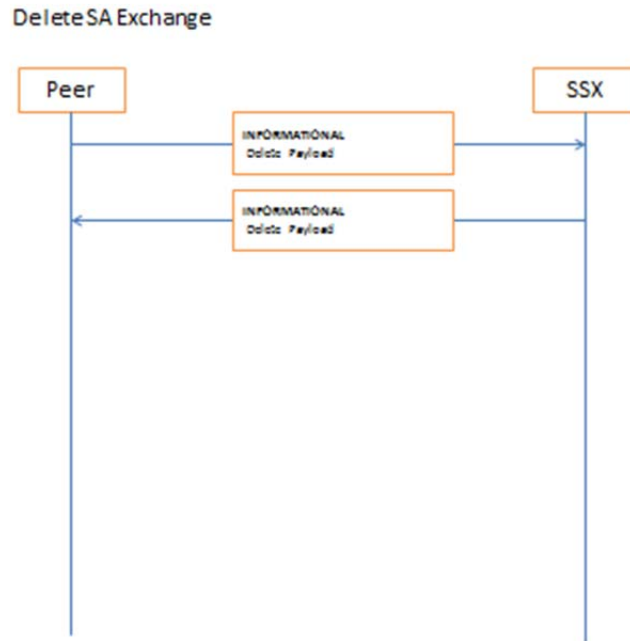 Delete SA Exchange
Peer
SSX
INFORMATIONAL
Delete Payload
INFORMATIONAL
Delete Payload